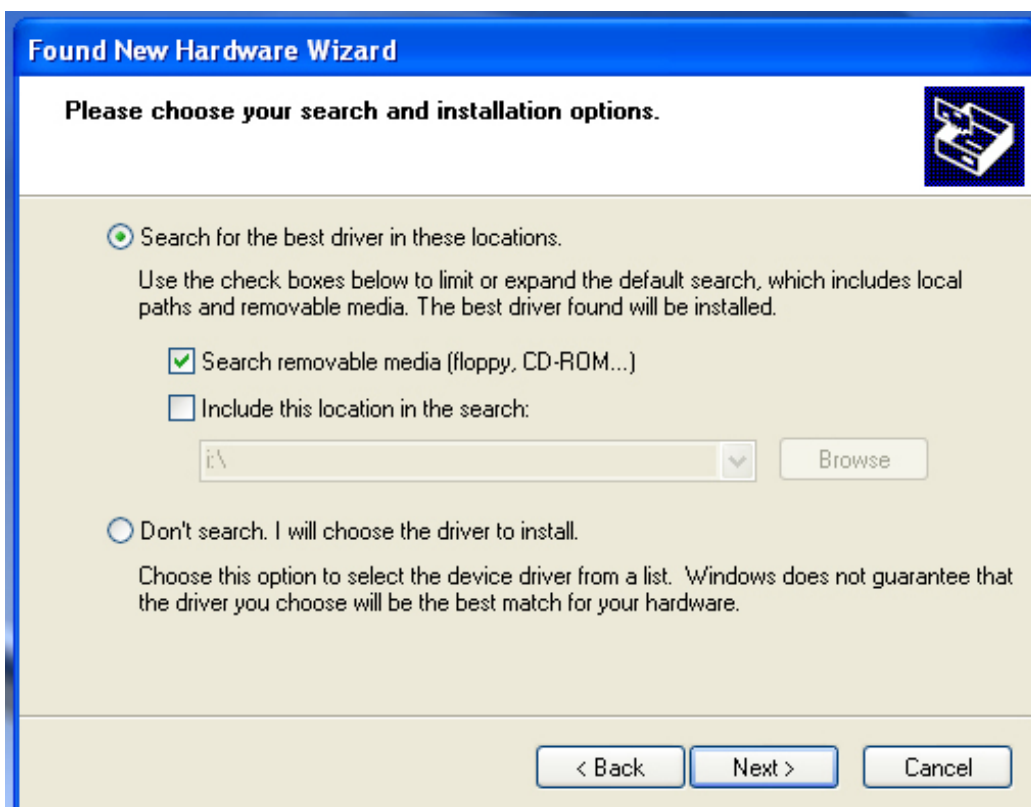 Found New Hardware Wizard
Please choose your search and installation options.
Search for the best driver in these locations.
Use the check boxes below to limit or expand the default search, which includes local
paths and removable media. The best driver found will be installed.
Search removable media (floppy, CD-ROM...)
Include this location in the search:
i:\
Browse
Don't search. I will choose the driver to install.
Choose this option to select the device driver from a list.  Windows does not guarantee that
the driver you choose will be the best match for your hardware.
< Back
Next >
Cancel